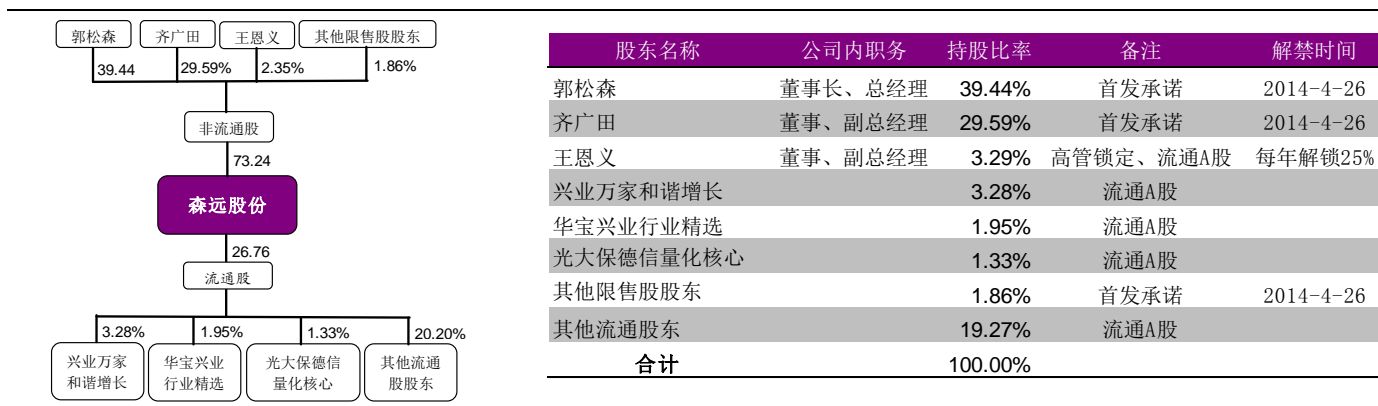 郭松森 齐广田 王恩义 其他限售股股东
39.44 29.59% 2.35% 1.86%
非流通股
73.24
森远股份
26.76
流通股
3.28% 1.95% 1.33% 20.20%
兴业万家 华宝兴业 光大保德信 其他流通
和谐增长 行业精选 量化核心 股股东
股东名称 公司内职务 持股比率 备注 解禁时间
郭松森 董事长、总经理 39.44% 首发承诺 2014-4-26
齐广田 董事、副总经理 29.59% 首发承诺 2014-4-26
王恩义 董事、副总经理 3.29% 高管锁定、流通A股 每年解锁25%
兴业万家和谐增长 3.28% 流通A股
华宝兴业行业精选 1.95% 流通A股
光大保德信量化核心 1.33% 流通A股
其他限售股股东 1.86% 首发承诺 2014-4-26
其他流通股东 19.27% 流通A股
合计 100.00%